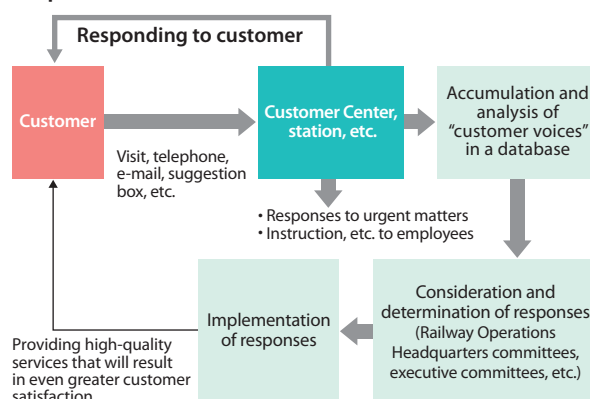 Responding to customer
Customer
Customer Center,
station, etc.
Accumulation and
analysis of
“customer voices”
in a database
Visit, telephone,
e-mail, suggestion
box, etc.
• Responses to urgent matters
• Instruction, etc. to employees
Consideration and
determination of responses
(Railway Operations
Headquarters committees,
executive committees, etc.)
Implementation
of responses
Providing high-quality
services that will result
in even greater customer
satisfaction